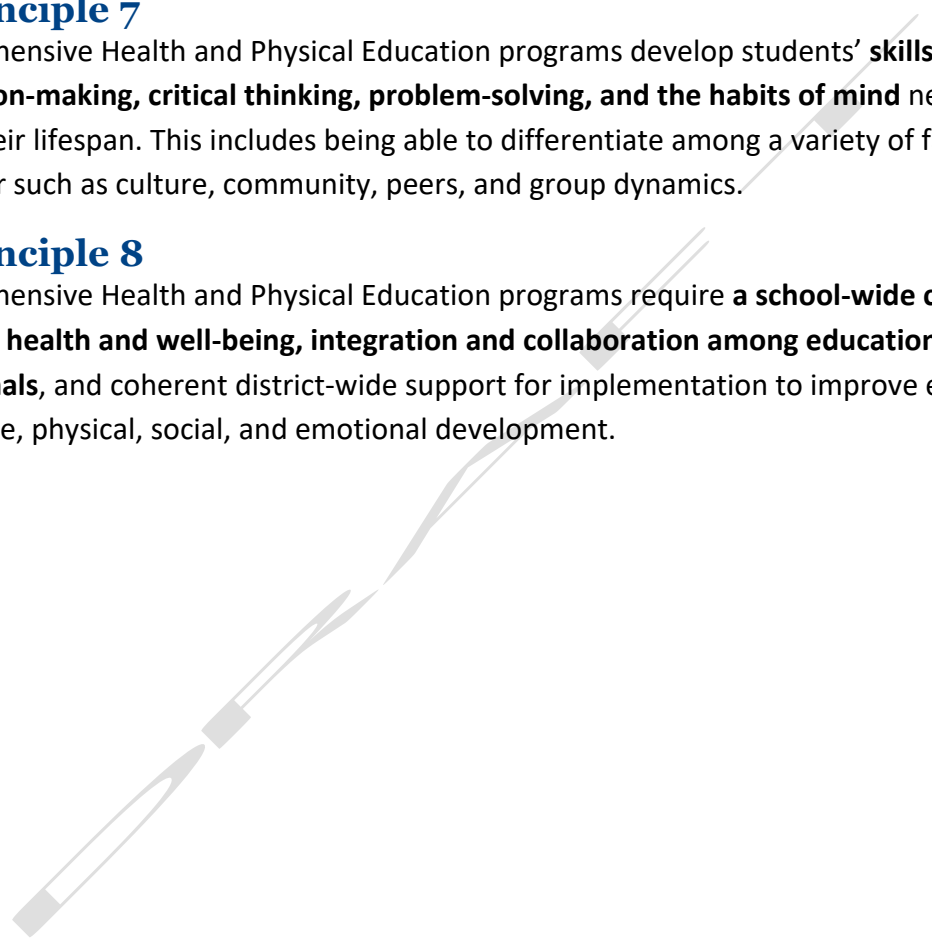 nciple 7
hensive Health and Physical Education programs develop students’ skills
on-making, critical thinking, problem-solving, and the habits of mind ne
eir lifespan. This includes being able to differentiate among a variety of f
r such as culture, community, peers, and group dynamics.
nciple 8
hensive Health and Physical Education programs require a school-wide c
health and well-being, integration and collaboration among education
als, and coherent district-wide support for implementation to improve e
e, physical, social, and emotional development.